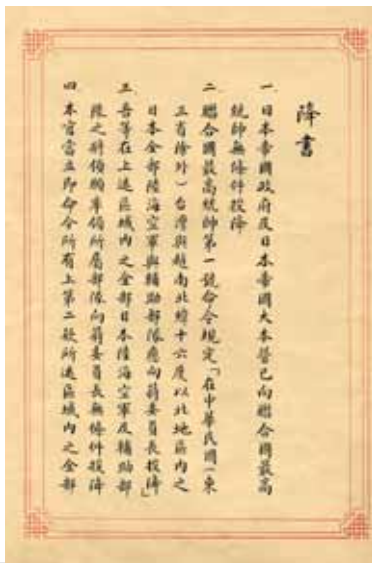 降書
一 日本帝國政府及日本帝國大本營已向聯合國最高
統帥無條件投降
二 聯合國最高統帥第一號命令規定「在中華民國(東
三省除外)台灣與越南北緯十六度以北地區內之
日本全部陸海空軍與輔助部隊應向蔣委員長投降」
三 吾等在上述區域內之全部日本陸海空軍及輔助部
隊之將領願率領所屬部隊向蔣委員長無條件投降
四 本官當立即命令所有上第二款所述區域內之全部